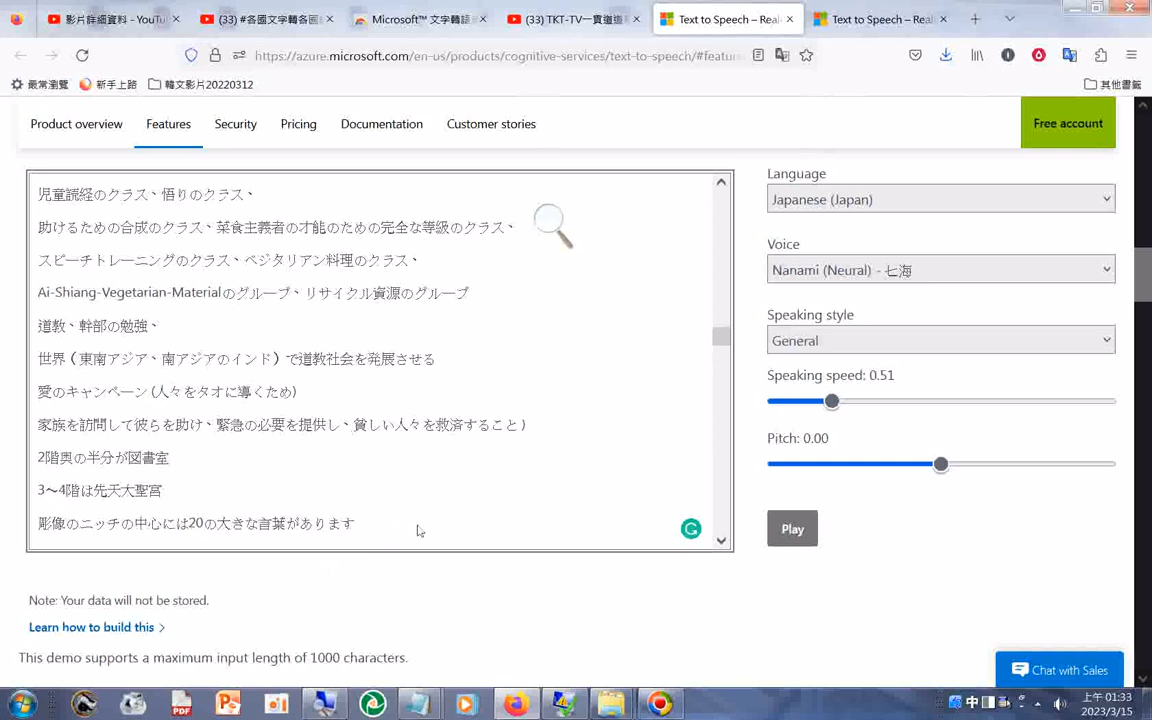 影片詳細資料 - YouTu
(33) #各國文字轉各国
Microsoft™ 文字轉語
(33) TKT-TV一貫道道
Text to Speech – Real
Text to Speech – Real
https://azure.microsoft.com/en-us/products/cognitive-services/text-to-speech/#featur
最常瀏覽
新手上路
韓文影片20220312
其他書籤
Product overview
Features
Security
Pricing
Documentation
Customer stories
Free account
児童読経のクラス、悟りのクラス、
助けるための合成のクラス、菜食主義者の才能のための完全な等級のクラス、
スピーチトレーニングのクラス、ベジタリアン料理のクラス、
Ai-Shiang-Vegetarian-Materialのグループ、リサイクル資源のグループ
道教、幹部の勉強、
世界（東南アジア、南アジアのインド）で道教社会を発展させる
愛のキャンペーン (人々をタオに導くため)
家族を訪問して彼らを助け、緊急の必要を提供し、貧しい人々を救済すること)
2階奥の半分が図書室
3～4階は先天大聖宮
彫像のニッチの中心には20の大きな言葉があります
Language
Japanese (Japan)
Voice
Nanami (Neural) - 七海
Speaking style
General
Speaking speed: 0.51
Pitch: 0.00
Play
Note: Your data will not be stored.
Learn how to build this
This demo supports a maximum input length of 1000 characters.
Chat with Sales
中
上午 01:33
2023/3/15